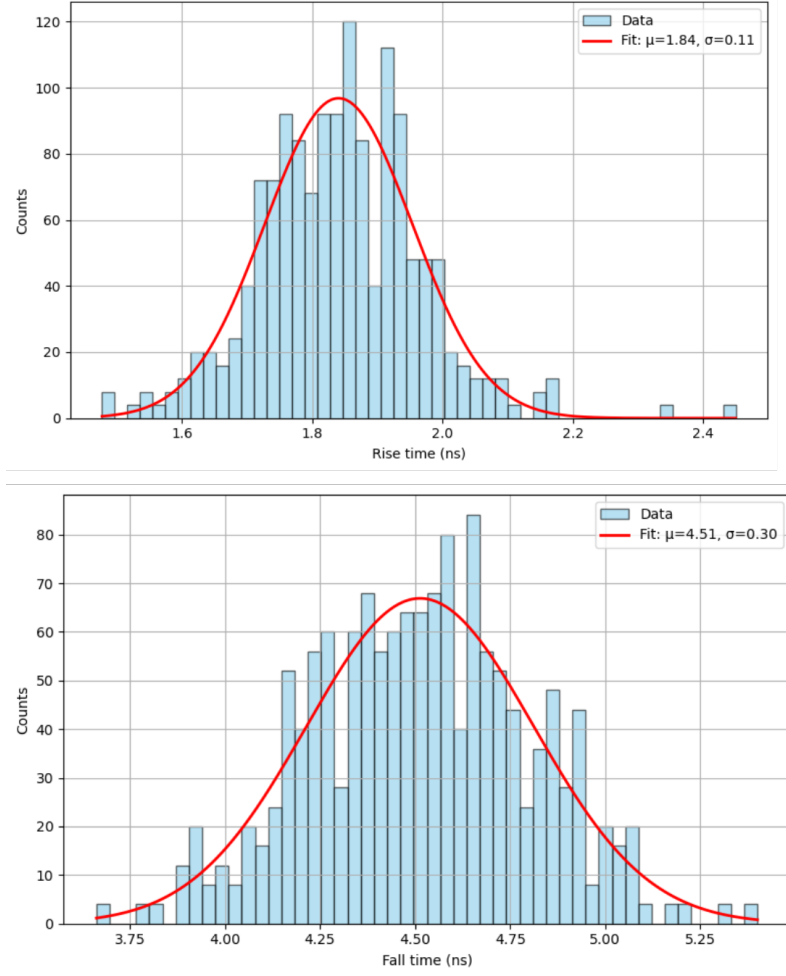 120
100
80
60
40
20
0
Counts
Data
Fit: μ=1.84, σ=0.11
1.6 1.8 2.0 2.2 2.4
Rise time (ns)
80
70
60
50
40
30
20
10
0
Counts
Data
Fit: μ=4.51, σ=0.30
3.75 4.00 4.25 4.50 4.75 5.00 5.25
Fall time (ns)